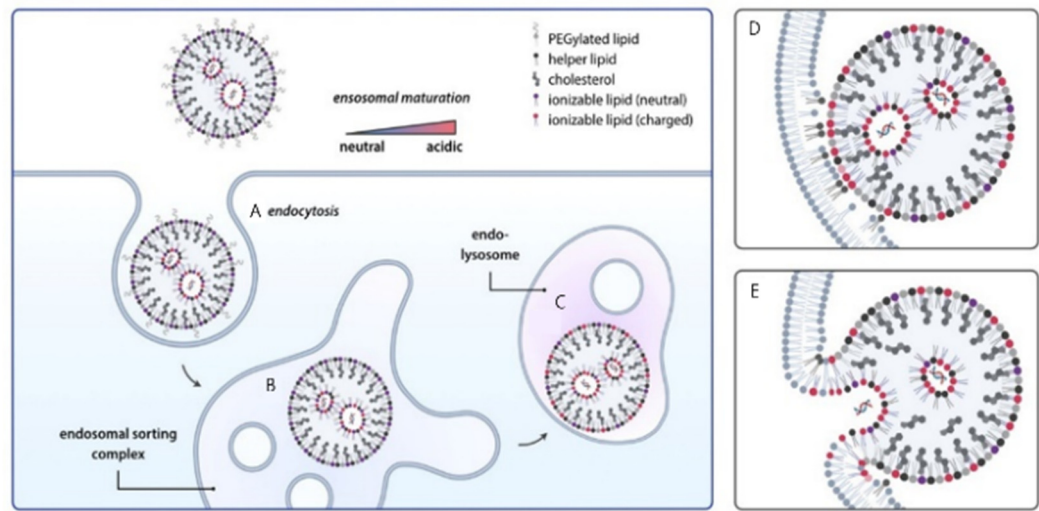 PEGylated lipid
helper lipid
cholesterol
ionizable lipid (neutral)
ionizable lipid (charged)
ensosomal maturation
neutral acidic
A endocytosis
endo-
lysosome
C
B
endosomal sorting
complex
D
E